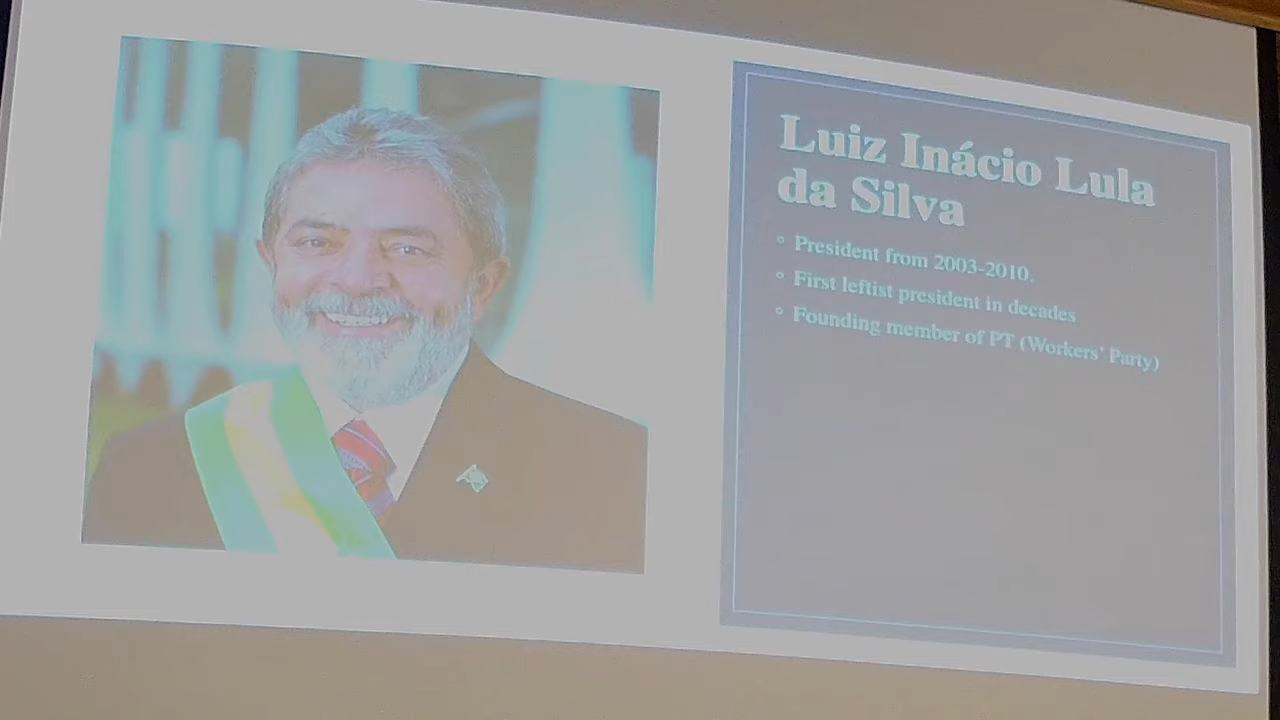 Luiz Inácio Lula
da Silva
° President from 2003-2010.
° First leftist president in decades
° Founding member of PT (Workers' Party)